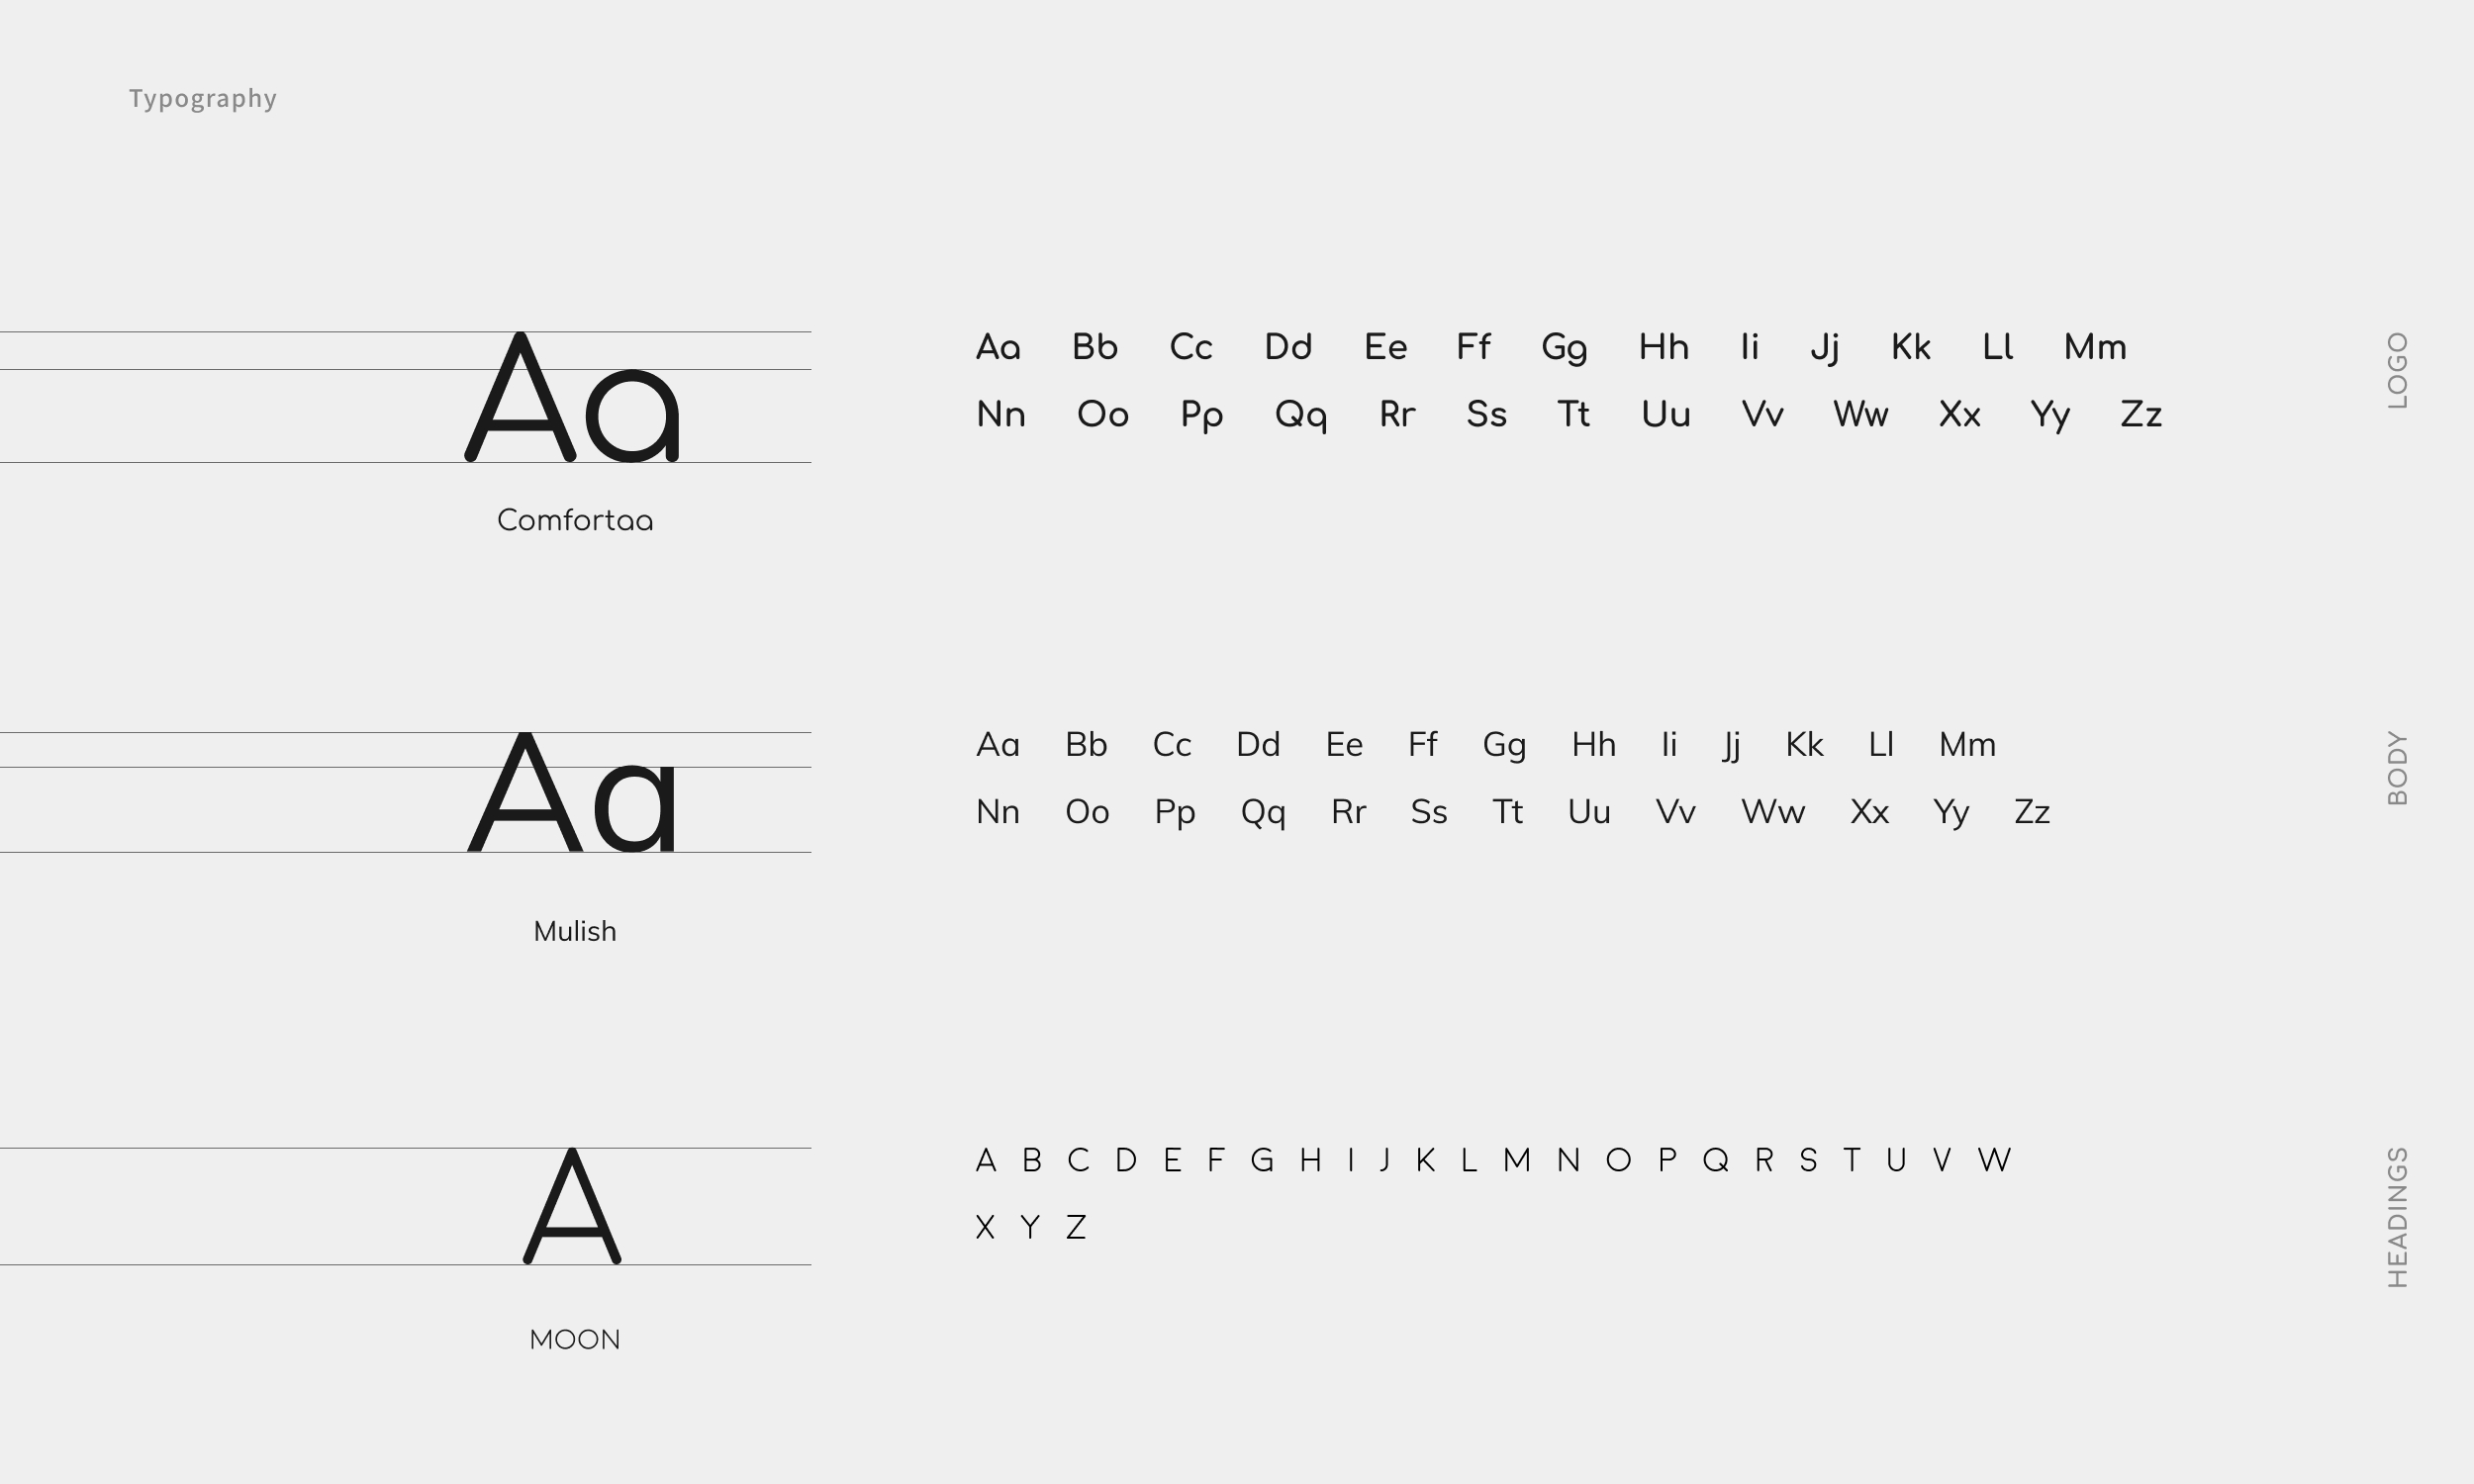 Typography
Aa
Comfortaa
Aa Bb Cc Dd Ee Ff Gg Hh Ii Jj Kk Ll Mm
Nn Oo Pp Qq Rr Ss Tt Uu Vv Ww Xx Yy Zz
LOGO
Aa
Mulish
Aa Bb Cc Dd Ee Ff Gg Hh Ii Jj Kk Ll Mm
Nn Oo Pp Qq Rr Ss Tt Uu Vv Ww Xx Yy Zz
BODY
A
MOON
A B C D E F G H I J K L M N O P Q R S T U V W
X Y Z
HEADINGS